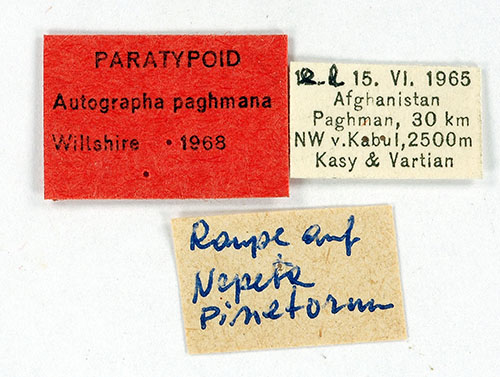 PARATYPOID
Autographa paghmana
Wiltshire • 1968
e. l. 15. VI. 1965
Afghanistan
Paghman, 30 km
NW v.Kabul,2500m
Kasy & Vartian
Raupe auf
Nepeta
Pinetorum